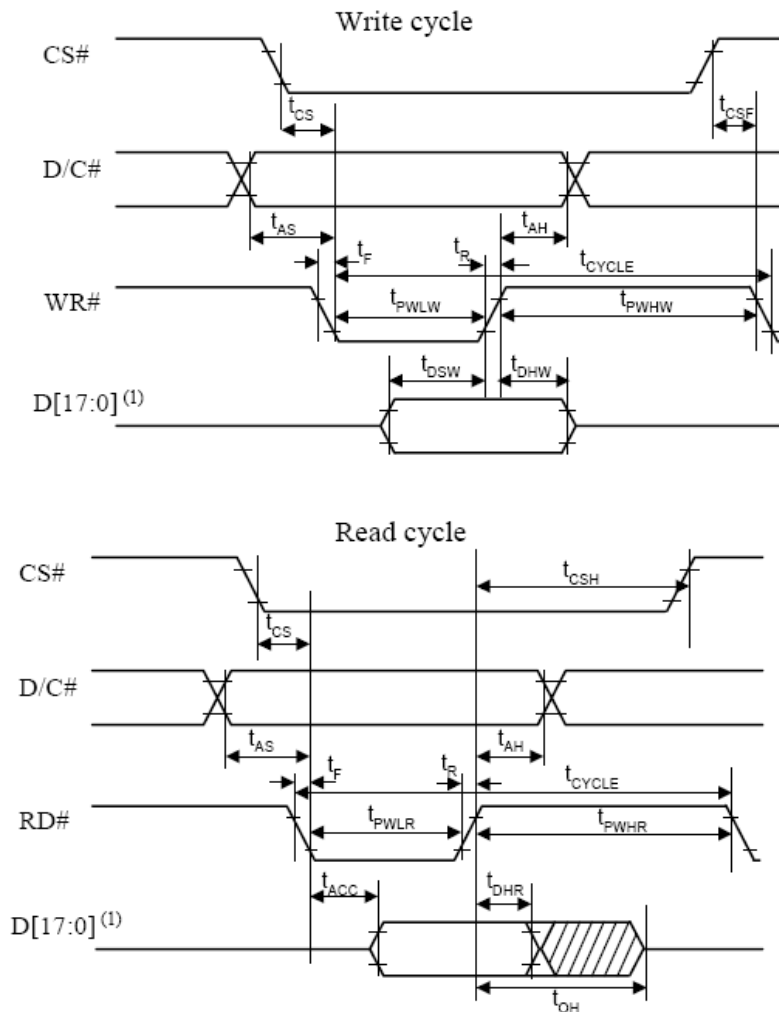 Write cycle
CS#
tCS
tCSF
D/C#
tAS
tAH
tF
tR
tCYCLE
WR#
tPWLW
tPWHW
tDSW
tDHW
D[17:0] (1)
Read cycle
CS#
tCSH
tCS
D/C#
tAS
tAH
tF
tR
tCYCLE
RD#
tPWLR
tPWHR
tACC
tDHR
D[17:0] (1)
tOH